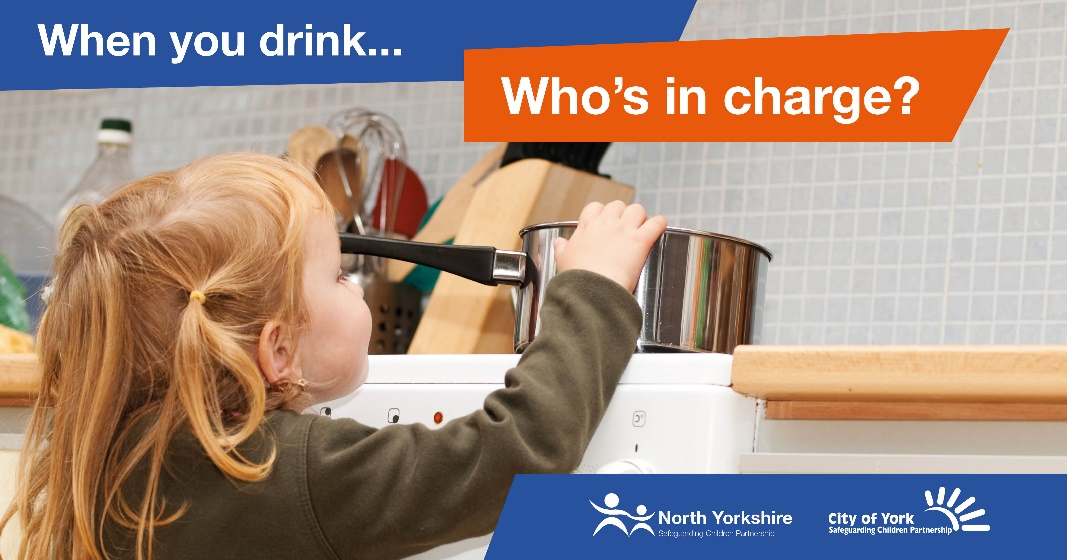 When you drink...
Who's in charge?
North Yorkshire
Safeguarding Children Partnership
City of York
Safeguarding Children Partnership